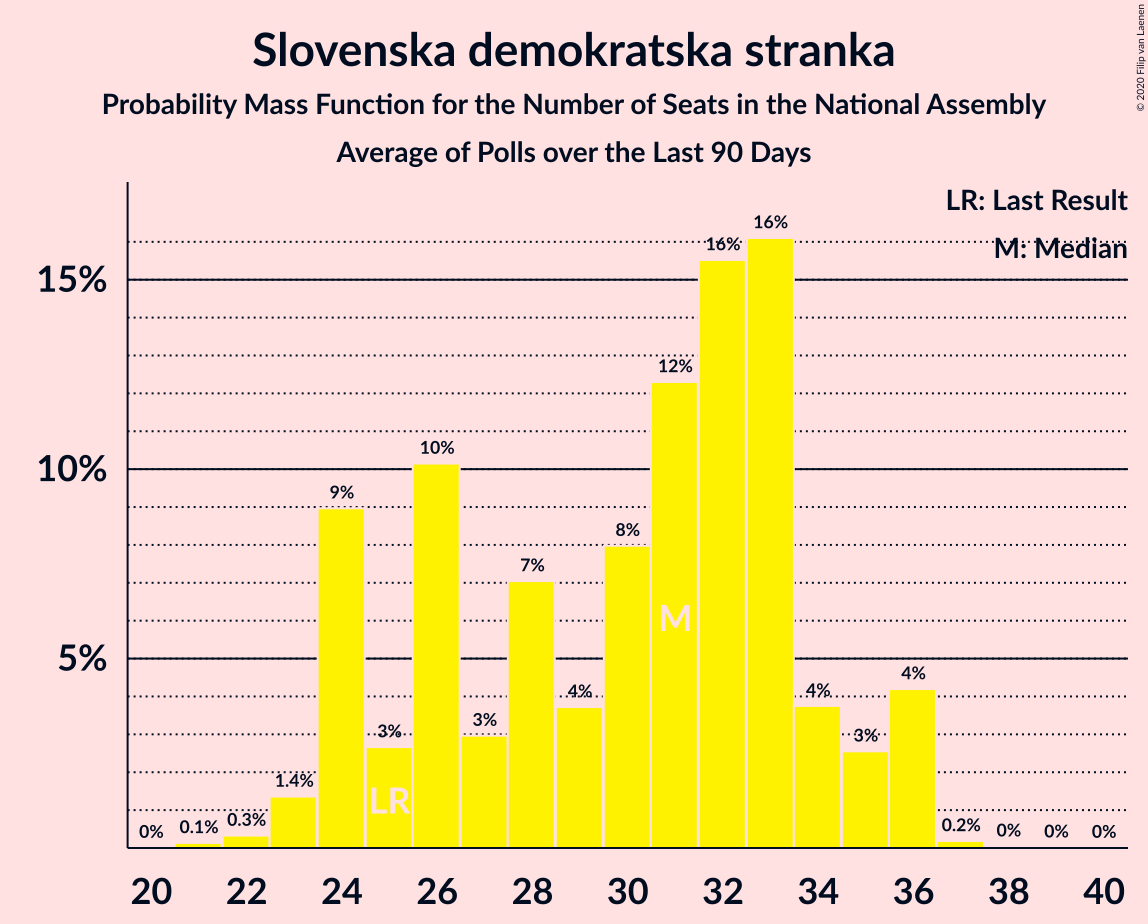 Slovenska demokratska stranka
Probability Mass Function for the Number of Seats in the National Assembly
Average of Polls over the Last 90 Days
© 2020 Filip van Laenen
LR: Last Result
M: Median
15%
10%
5%
0%
0.1%
0.3%
1.4%
9%
3%
10%
3%
7%
4%
8%
12%
16%
16%
4%
3%
4%
0.2%
0%
0%
0%
LR
M
20 22 24 26 28 30 32 34 36 38 40